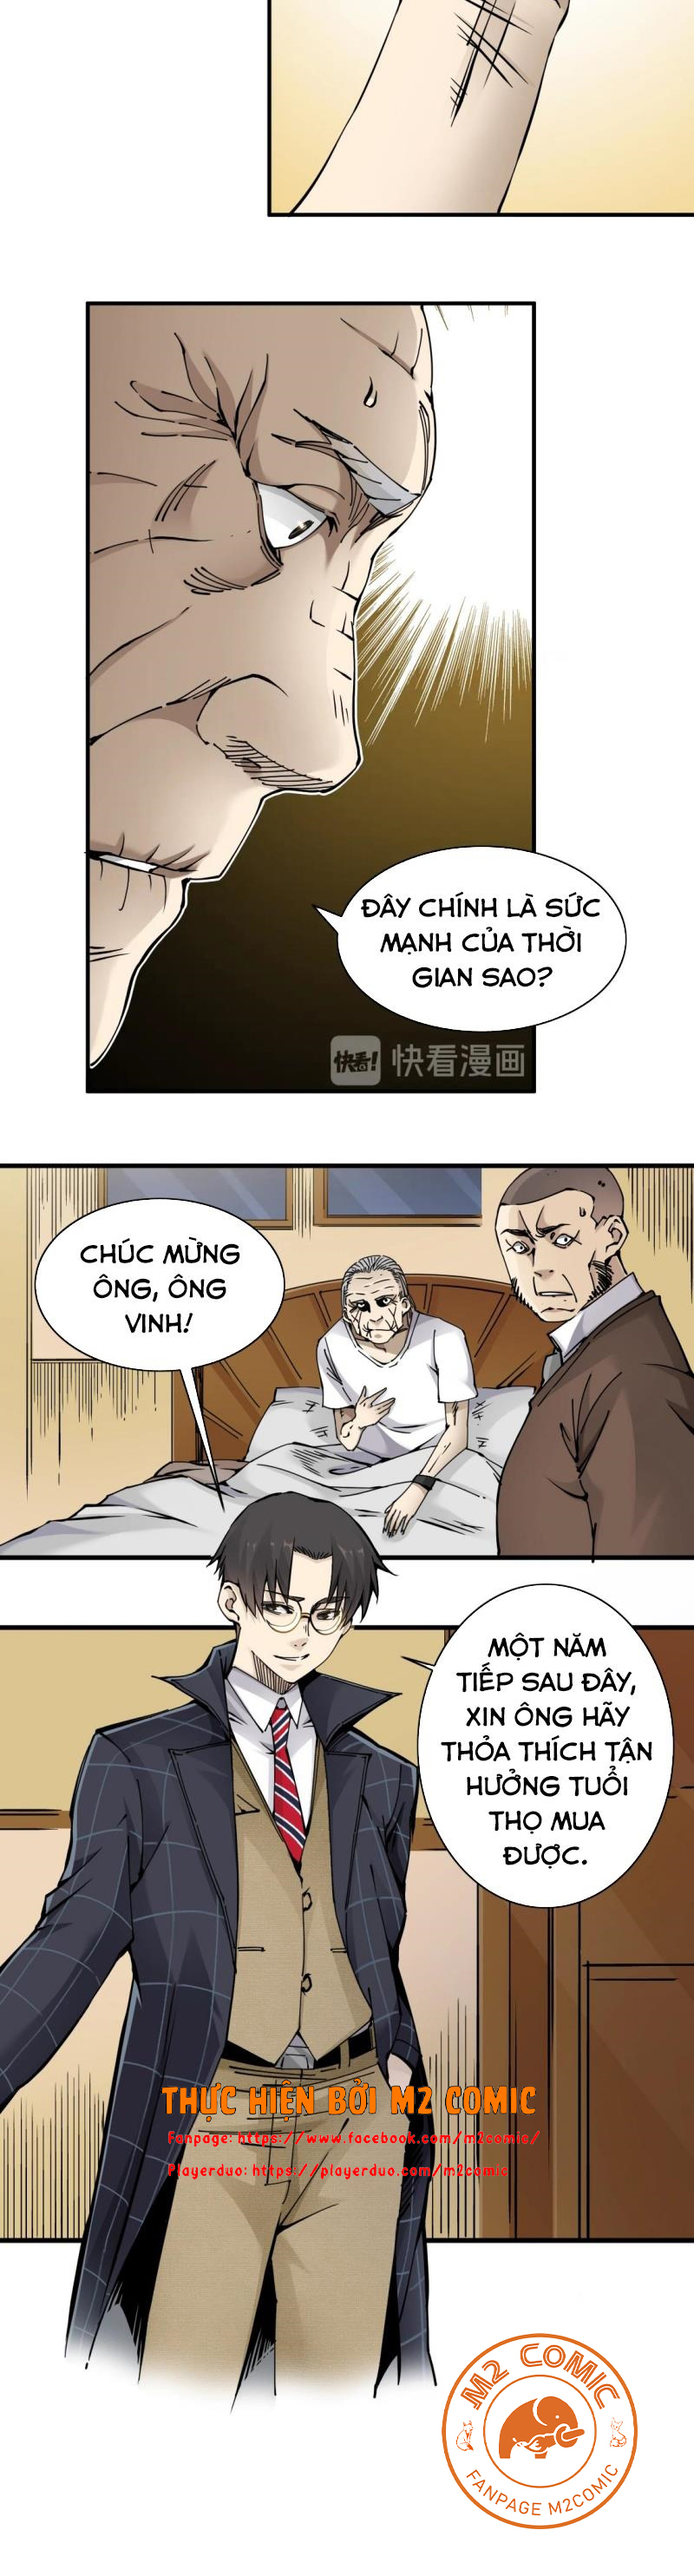 ĐÂY CHÍNH LÀ SỨC
MẠNH CỦA THỜI
GIAN SAO?
快看! 快看漫画
CHÚC MỪNG
ÔNG, ÔNG
VINH!
MỘT NĂM
TIẾP SAU ĐÂY,
XIN ÔNG HÃY
THỎA THÍCH TẬN
HƯỞNG TUỔI
THỌ MUA
ĐƯỢC.
THỰC HIỆN BỞI M2 COMIC
Fanpage: https://www.facebook.com/m2comic/
Playerduo: https://playerduo.com/m2comic
M2 COMIC
FANPAGE M2COMIC